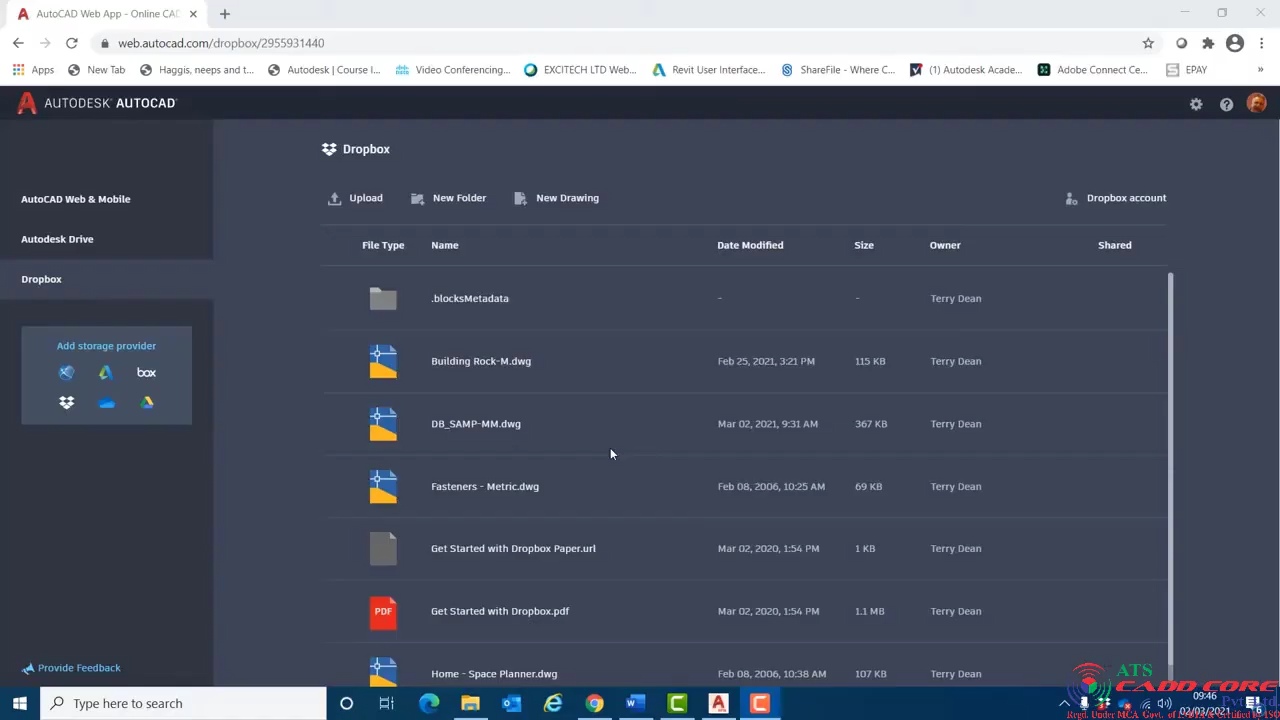 AutoCAD Web App - Online CAD
web.autocad.com/dropbox/2955931440
Apps New Tab Haggis, neeps and t... Autodesk | Course I... Video Conferencing... EXCITECH LTD Web... Revit User Interface... ShareFile - Where C... (1) Autodesk Acade... Adobe Connect Ce... EPAY »
AUTODESK AUTOCAD
Dropbox
Upload New Folder New Drawing Dropbox account
AutoCAD Web & Mobile
Autodesk Drive
Dropbox
Add storage provider
box
File Type Name Date Modified Size Owner Shared
.blocksMetadata - - Terry Dean
Building Rock-M.dwg Feb 25, 2021, 3:21 PM 115 KB Terry Dean
DB_SAMP-MM.dwg Mar 02, 2021, 9:31 AM 367 KB Terry Dean
Fasteners - Metric.dwg Feb 08, 2006, 10:25 AM 69 KB Terry Dean
Get Started with Dropbox Paper.url Mar 02, 2020, 1:54 PM 1 KB Terry Dean
PDF Get Started with Dropbox.pdf Mar 02, 2020, 1:54 PM 1.1 MB Terry Dean
Home - Space Planner.dwg Feb 08, 2006, 10:38 AM 107 KB Terry Dean
Provide Feedback
ATS
CADD CORE
Pvt
Type here to search
09:46
02/03/2021
Regd. Under MCA Govt. of